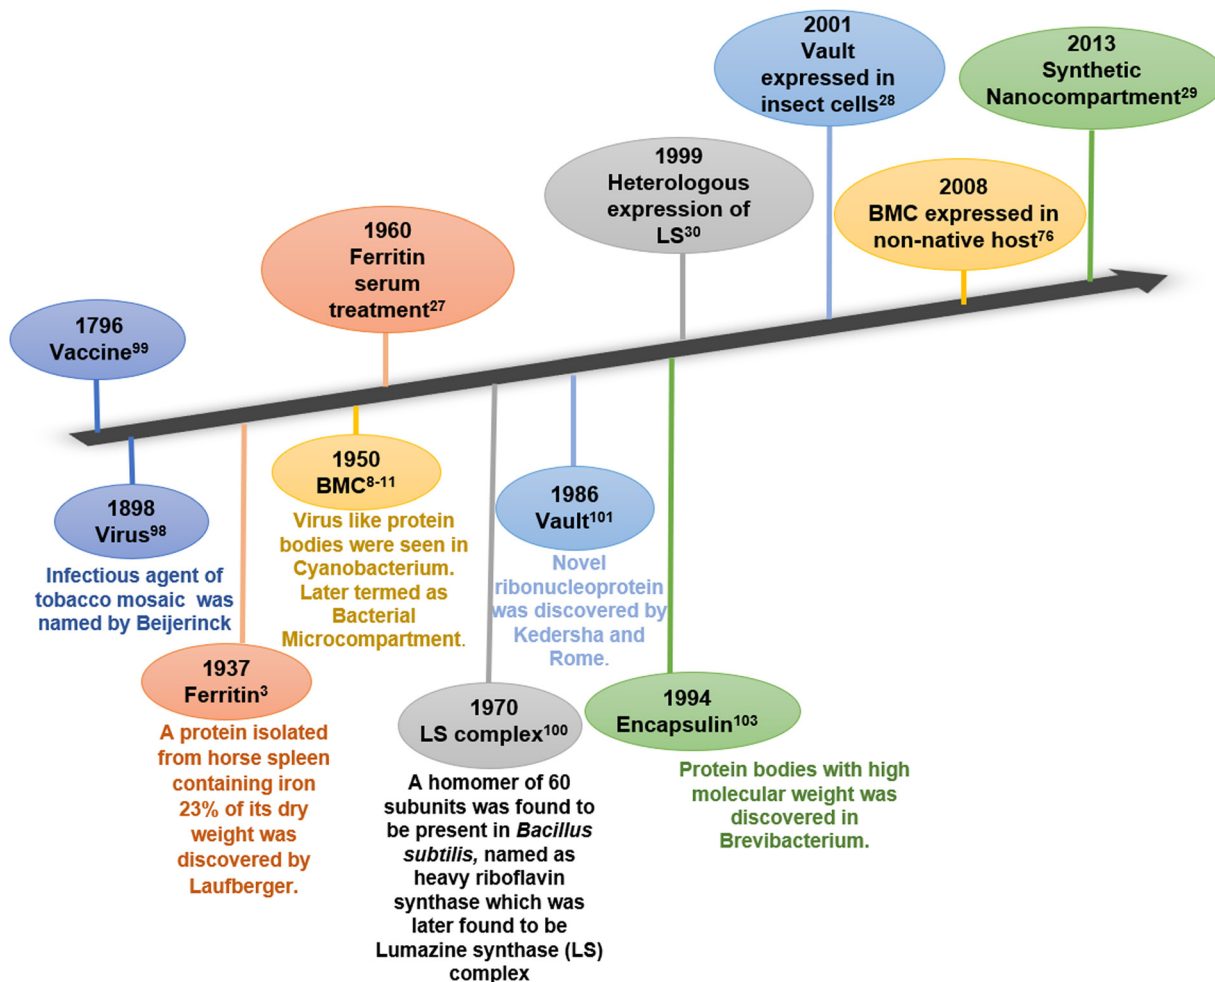 2001
Vault
expressed in
insect cells28
2013
Synthetic
Nanocompartment29
1999
Heterologous
expression of
LS30
2008
BMC expressed in
non-native host76
1960
Ferritin
serum
treatment27
1796
Vaccine99
1898
Virus98
Infectious agent of
tobacco mosaic was
named by Beijerinck
1950
BMC8-11
Virus like protein
bodies were seen in
Cyanobacterium.
Later termed as
Bacterial
Microcompartment.
1986
Vault101
Novel
ribonucleoprotein
was discovered by
Kedersha and
Rome.
1937
Ferritin3
A protein isolated
from horse spleen
containing iron
23% of its dry
weight was
discovered by
Laufberger.
1970
LS complex100
A homomer of 60
subunits was found to
be present in Bacillus
subtilis, named as
heavy riboflavin
synthase which was
later found to be
Lumazine synthase (LS)
complex
1994
Encapsulin103
Protein bodies with high
molecular weight was
discovered in
Brevibacterium.